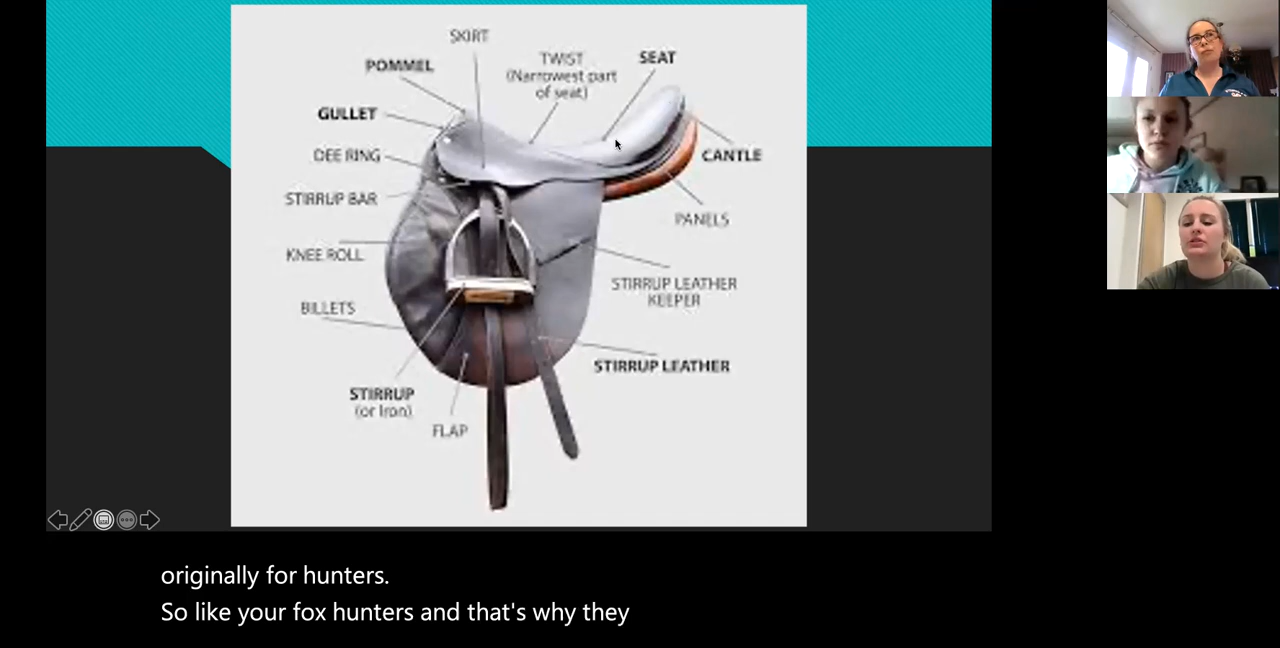 SKIRT
POMMEL
TWIST
(Narrowest part
of seat)
SEAT
GULLET
DEE RING
CANTLE
STIRRUP BAR
PANELS
KNEE ROLL
STIRRUP LEATHER
KEEPER
BILLETS
STIRRUP LEATHER
STIRRUP
(or Iron)
FLAP
originally for hunters.
So like your fox hunters and that's why they